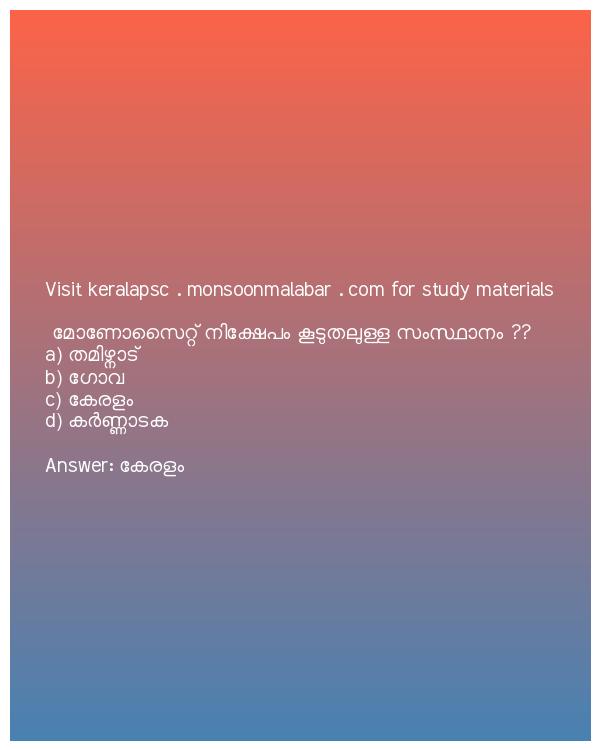 Visit keralapsc . monsoonmalabar . com for study materials
മോണോസൈറ്റ് നിക്ഷേപം കൂടുതലുള്ള സംസ്ഥാനം ??
a) തമിഴ്നാട്
b) ഗോവ
c) കേരളം
d) കർണ്ണാടക
Answer: കേരളം